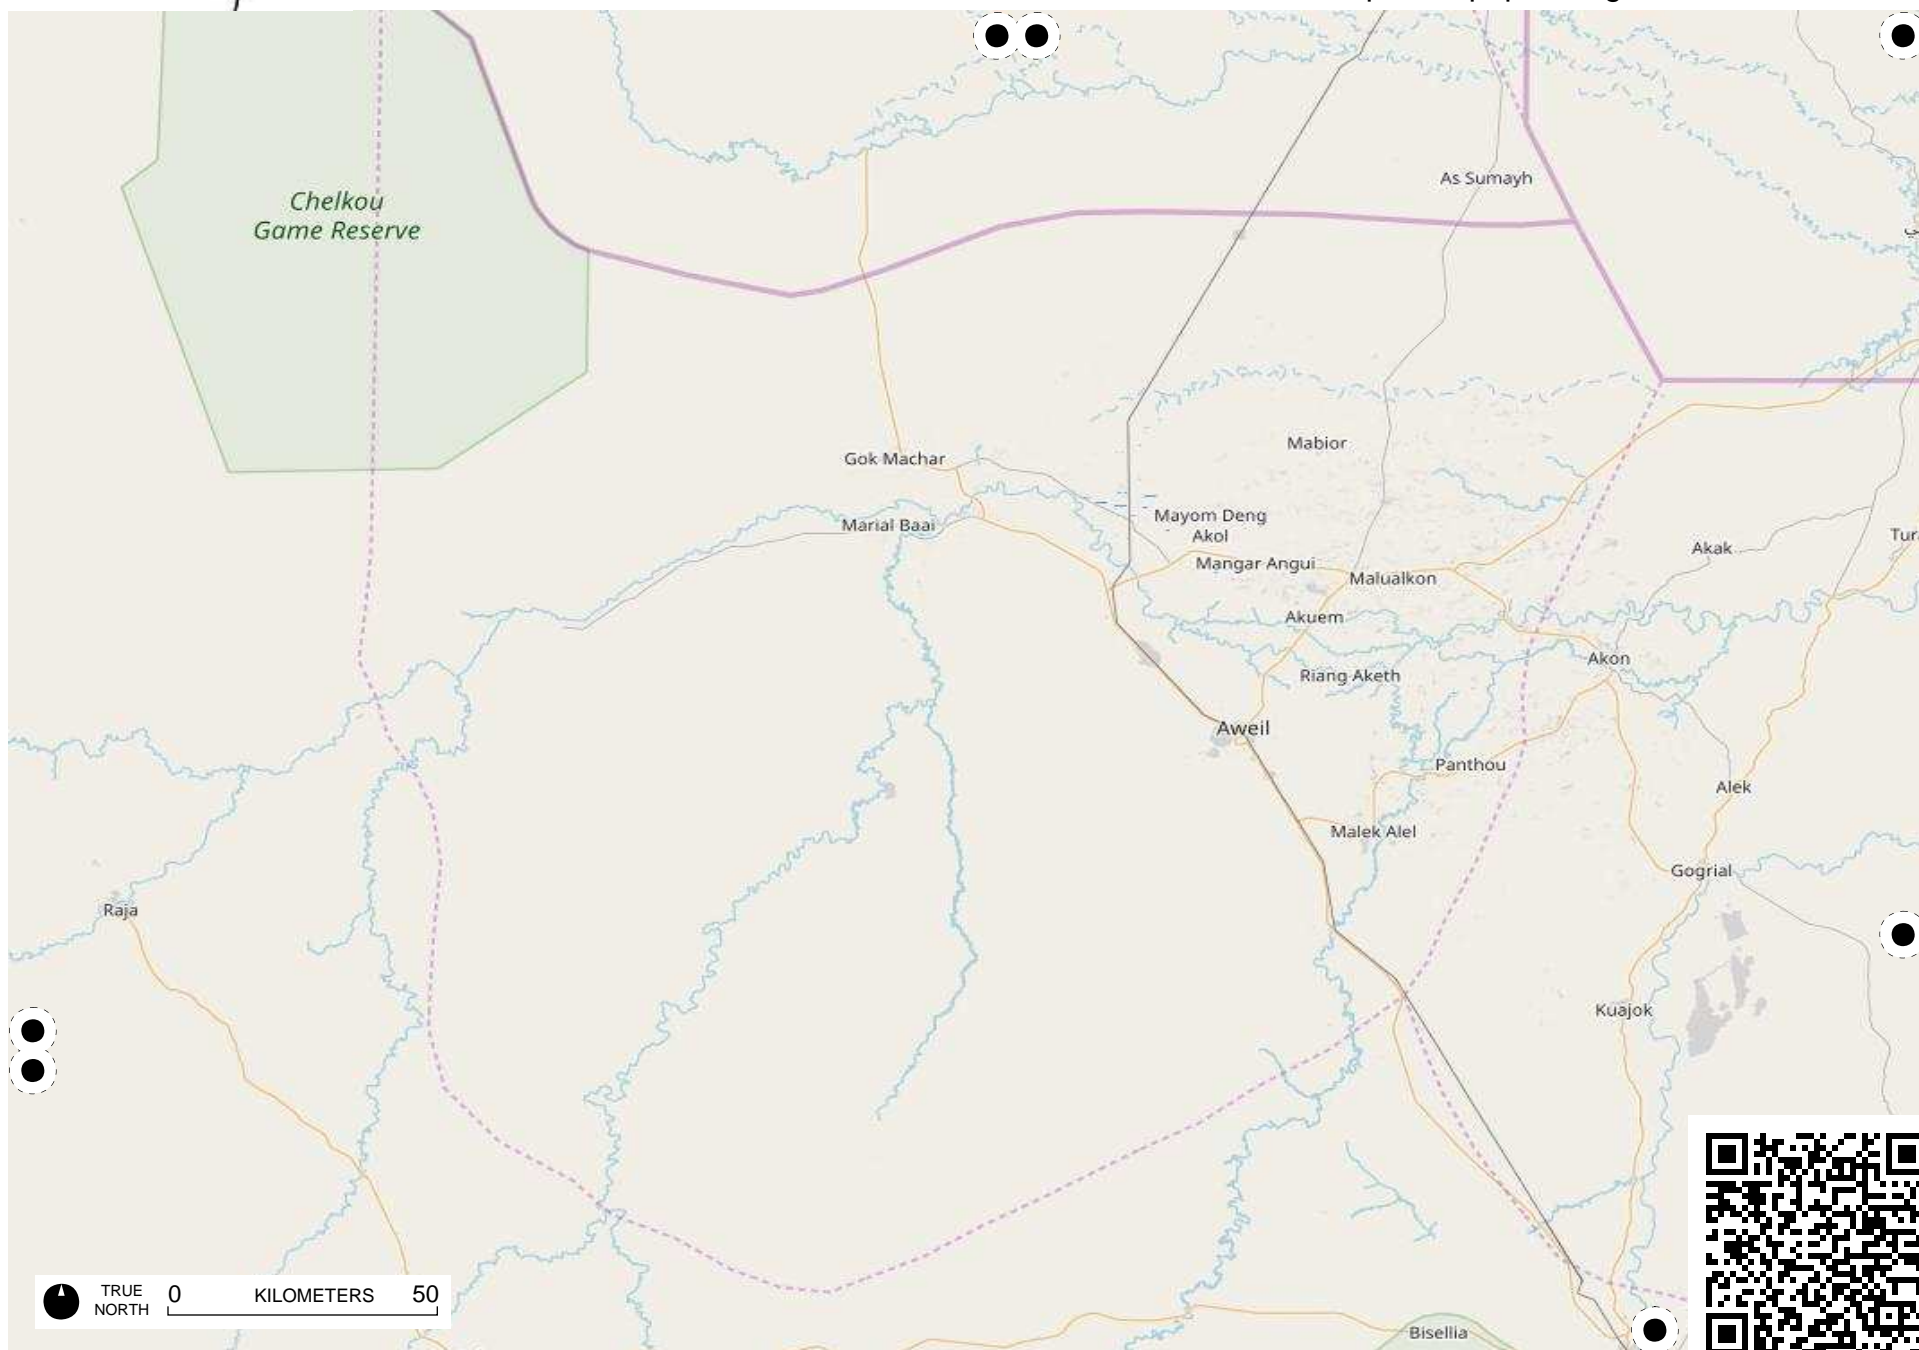 As Sumayh
Chelkou
Game Reserve
Mabior
Gok Machar
Mayom Deng
Akol
Marial Baai
Akak
Mangar Angui
Malualkon
Akuem
Akon
Riang Aketh
Aweil
Panthou
Alek
Malek Alel
Gogrial
Raja
Kuajok
TRUE
NORTH
0 KILOMETERS 50
Bisellia